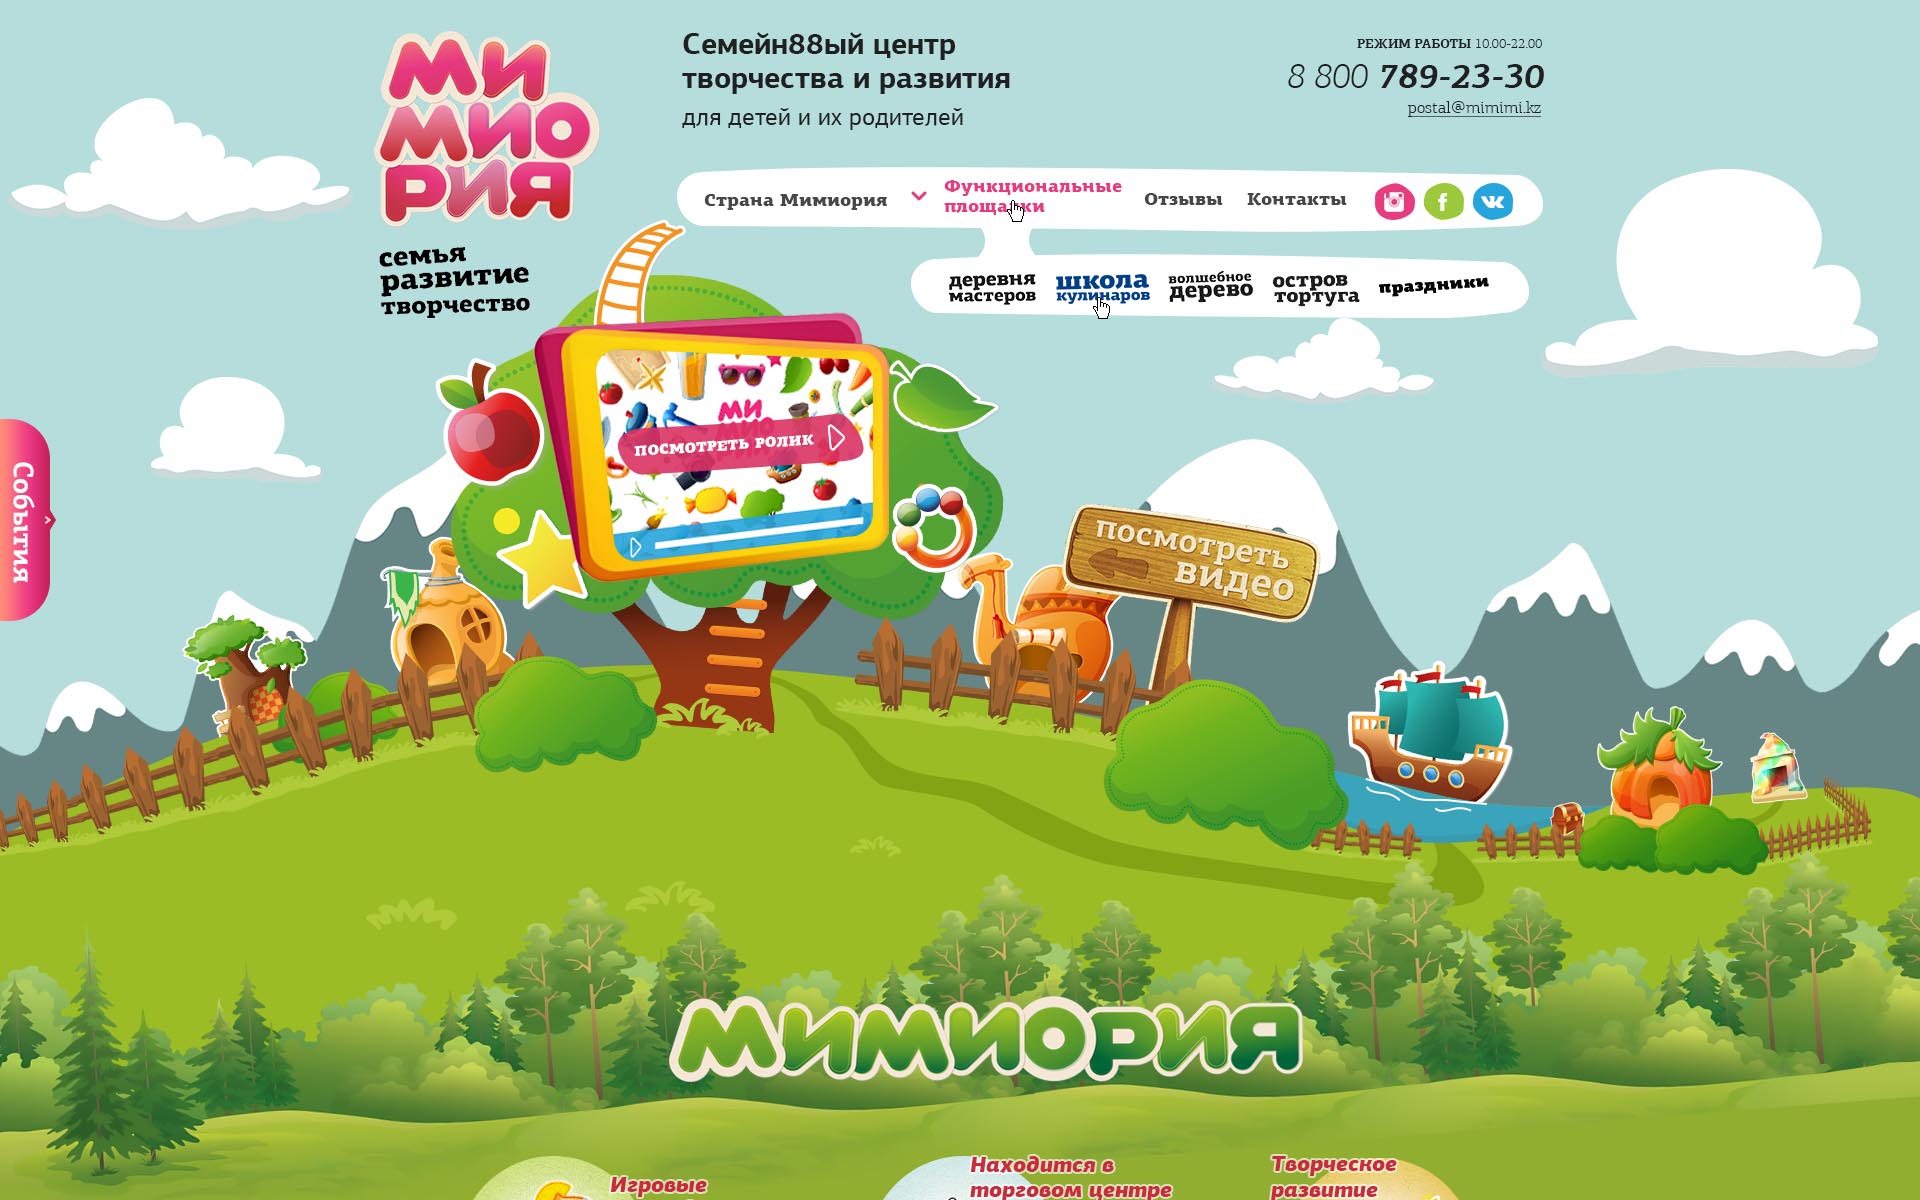 МИ
МИО
РИЯ
семья
развитие
творчество
Семейн88ый центр
творчества и развития
для детей и их родителей
РЕЖИМ РАБОТЫ 10.00-22.00
8 800 789-23-30
postal@mimimi.kz
Страна Мимиория
Функциональные
площадки
Отзывы
Контакты
деревня
мастеров
школа
кулинаров
волшебное
дерево
остров
тортуга
праздники
События
МИ
МИО
ПОСМОТРЕТЬ РОЛИК
посмотреть
видео
МИМИОРИЯ
Игровые
Находится в
торговом центре
Творческое
развитие